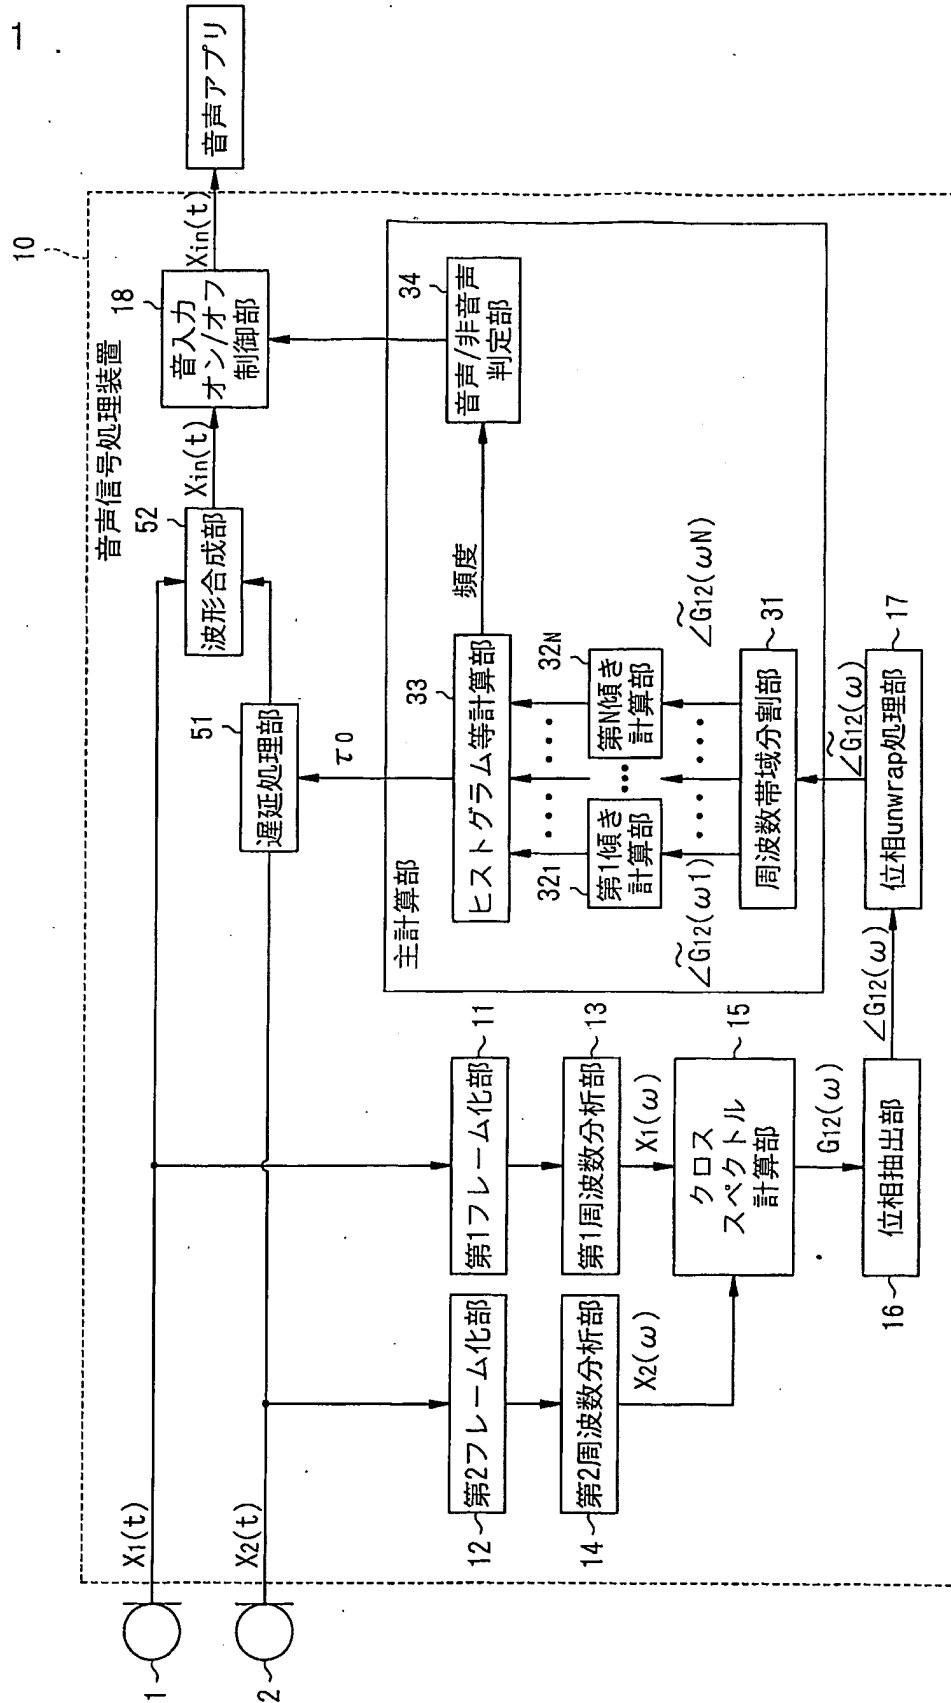 1
10
音声信号処理装置
1
X1(t)
2
X2(t)
52
波形合成部
Xin(t)
18
音入力
オン/オフ
制御部
Xin(t)
音声アプリ
51
遅延処理部
τ0
主計算部
33
ヒストグラム等計算部
頻度
34
音声/非音声
判定部
321
第1傾き
計算部
32N
第N傾き
計算部
∠G̃12(ω1)
∠G̃12(ωN)
周波数帯域分割部
31
12
第2フレーム化部
第1フレーム化部
11
14
第2周波数分析部
第1周波数分析部
13
X2(ω)
X1(ω)
クロス
スペクトル
計算部
15
G12(ω)
16
位相抽出部
∠G12(ω)
位相unwrap処理部
17
∠G̃12(ω)